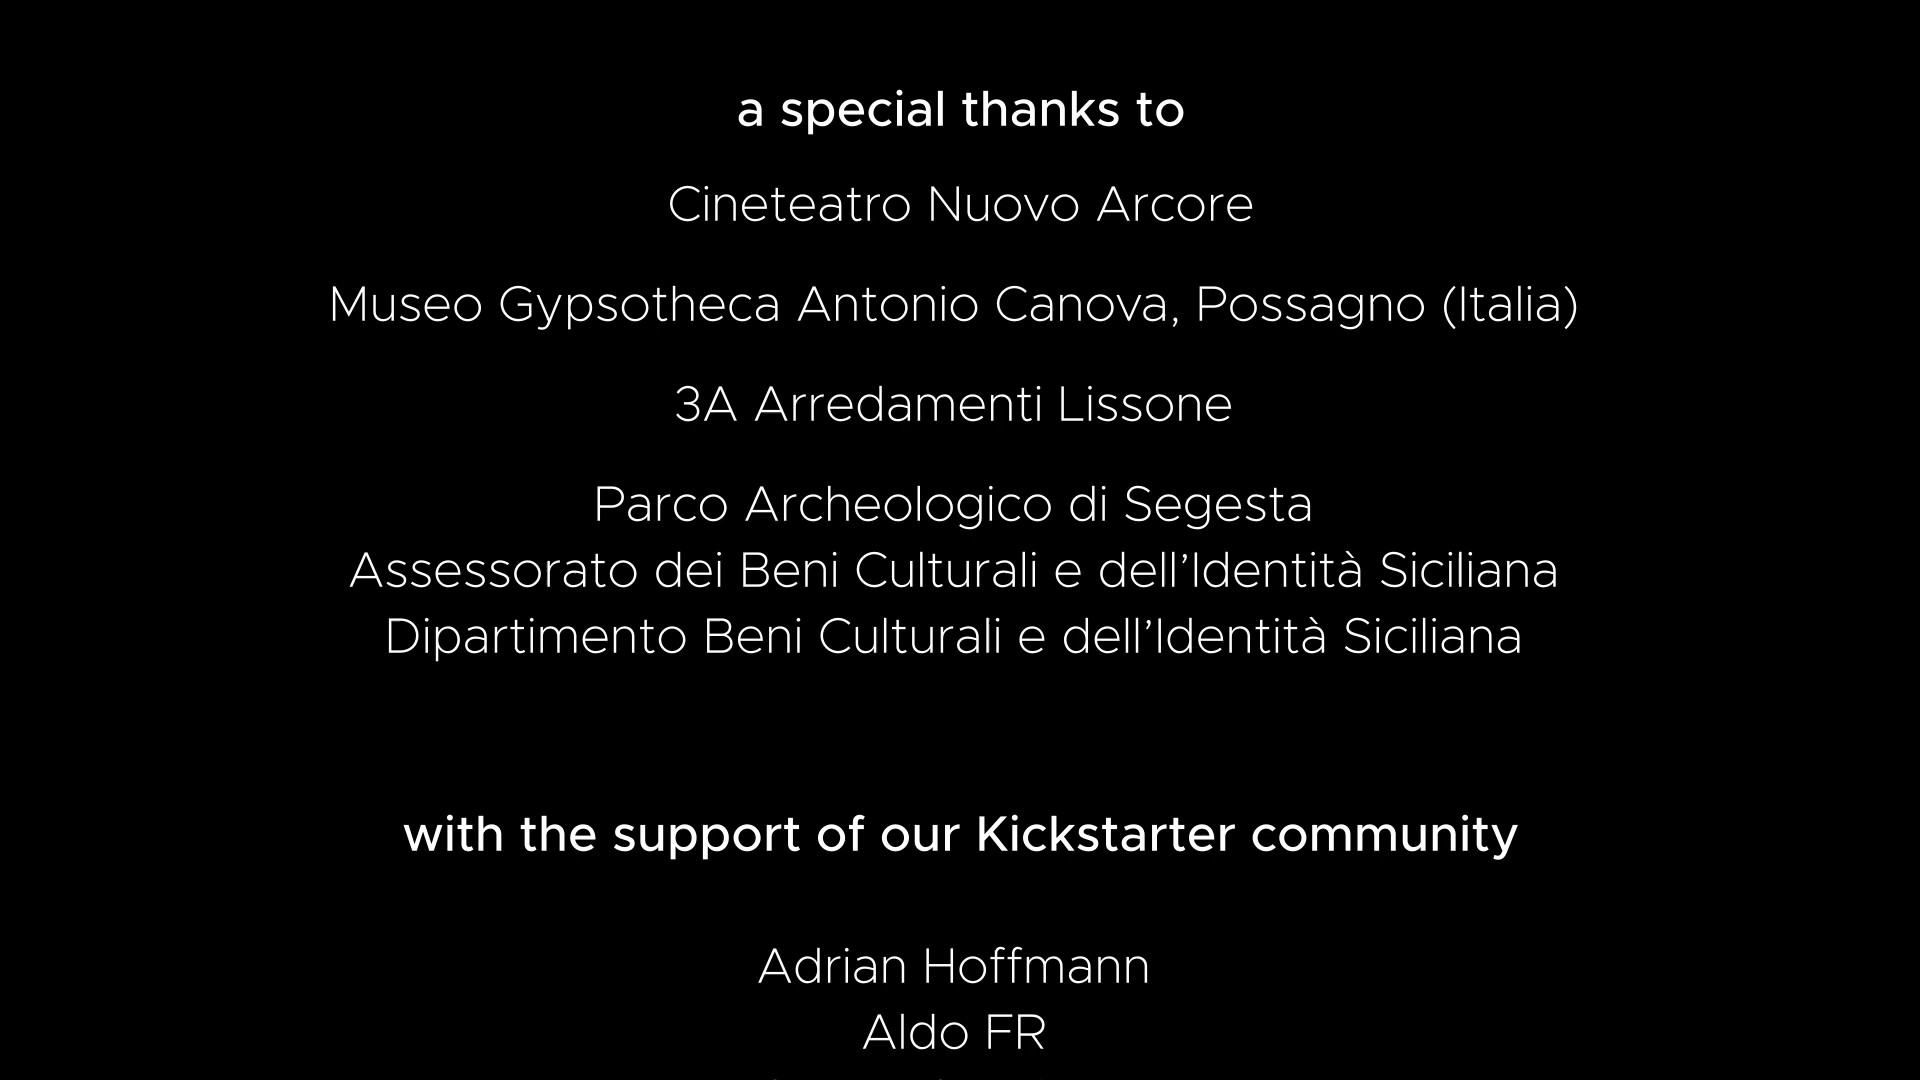 a special thanks to
Cineteatro Nuovo Arcore
Museo Gypsotheca Antonio Canova, Possagno (Italia)
3A Arredamenti Lissone
Parco Archeologico di Segesta
Assessorato dei Beni Culturali e dell’Identità Siciliana
Dipartimento Beni Culturali e dell’Identità Siciliana
with the support of our Kickstarter community
Adrian Hoffmann
Aldo FR